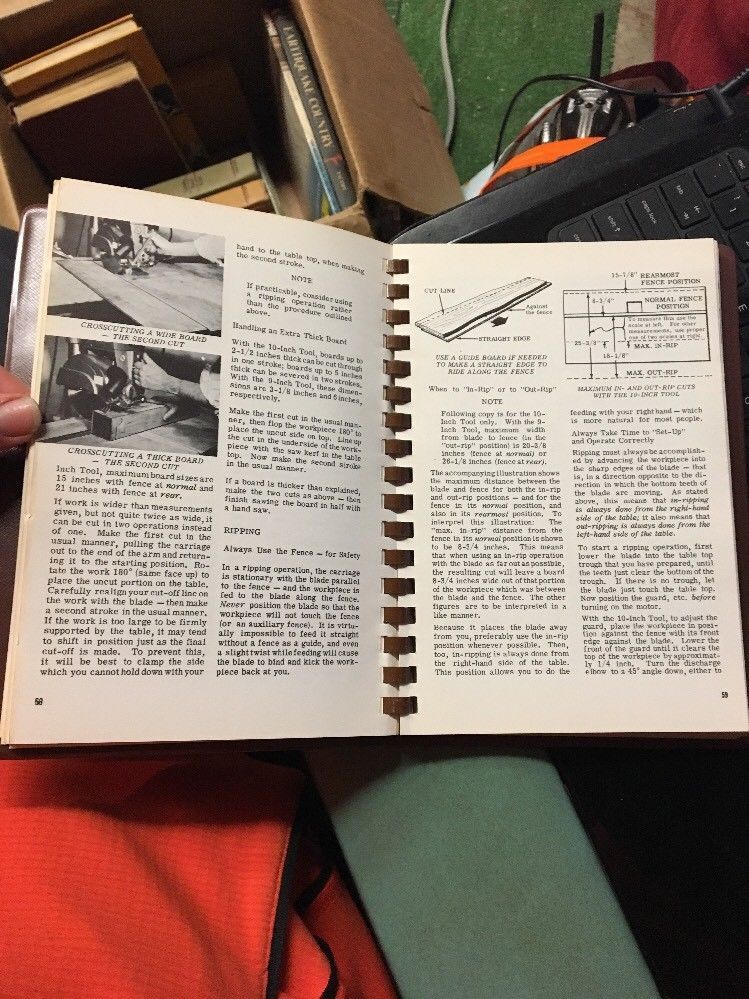 EARTHQUAKE COUNTRY
tab
caps lock
shift
CROSSCUTTING A WIDE BOARD
— THE SECOND CUT
CROSSCUTTING A THICK BOARD
— THE SECOND CUT
Inch Tool, maximum board sizes are
15 inches with fence at normal and
21 inches with fence at rear.
If work is wider than measurements
given, but not quite twice as wide, it
can be cut in two operations instead
of one. Make the first cut in the
usual manner, pulling the carriage
out to the end of the arm and return-
ing it to the starting position. Ro-
tate the work 180° (same face up) to
place the uncut portion on the table.
Carefully realign your cut-off line on
the work with the blade — then make
a second stroke in the usual manner.
If the work is too large to be firmly
supported by the table, it may tend
to shift in position just as the final
cut-off is made. To prevent this,
it will be best to clamp the side
which you cannot hold down with your
58
hand to the table top, when making
the second stroke.
NOTE
If practicable, consider using
a ripping operation rather
than the procedure outlined
above.
Handling an Extra Thick Board
With the 10-Inch Tool, boards up to
2-1/2 inches thick can be cut through
in one stroke; boards up to 5 inches
thick can be severed in two strokes.
With the 9-Inch Tool, these dimen-
sions are 3-1/8 inches and 6 inches,
respectively.
Make the first cut in the usual man-
ner, then flop the workpiece 180° to
place the uncut side on top. Line up
the cut in the underside of the work-
piece with the saw kerf in the table
top. Now make the second stroke
in the usual manner.
If a board is thicker than explained,
make the two cuts as above — then
finish sawing the board in half with
a hand saw.
RIPPING
Always Use the Fence — for Safety
In a ripping operation, the carriage
is stationary with the blade parallel
to the fence — and the workpiece is
fed to the blade along the fence.
Never position the blade so that the
workpiece will not touch the fence
(or an auxiliary fence). It is virtu-
ally impossible to feed it straight
without a fence as a guide, and even
a slight twist while feeding will cause
the blade to bind and kick the work-
piece back at you.
CUT LINE
Against
the fence
STRAIGHT EDGE
USE A GUIDE BOARD IF NEEDED
TO MAKE A STRAIGHT EDGE TO
RIDE ALONG THE FENCE
When to "In-Rip" or to "Out-Rip"
NOTE
Following copy is for the 10-
Inch Tool only. With the 9-
Inch Tool, maximum width
from blade to fence (in the
"out-rip" position) is 20-3/8
inches (fence at normal) or
26-1/8 inches (fence at rear).
The accompanying illustration shows
the maximum distance between the
blade and fence for both the in-rip
and out-rip positions — and for the
fence in its normal position, and
also in its rearmost position. To
interpret this illustration: The
"max. in-rip" distance from the
fence in its normal position is shown
to be 8-3/4 inches. This means
that when using an in-rip operation
with the blade as far out as possible,
the resulting cut will leave a board
8-3/4 inches wide out of that portion
of the workpiece which was between
the blade and the fence. The other
figures are to be interpreted in a
like manner.
Because it places the blade away
from you, preferably use the in-rip
position whenever possible. Then,
too, in-ripping is always done from
the right-hand side of the table.
This position allows you to do the
15-7/8" REARMOST
FENCE POSITION
8-3/4"
NORMAL FENCE
POSITION
To measure rips use the
scale at left. For other
measurements, use proper
one of two scales at right.
25-3/8"
MAX. IN-RIP
18-1/8"
MAX. OUT-RIP
MAXIMUM IN- AND OUT-RIP CUTS
WITH THE 10-INCH TOOL
feeding with your right hand — which
is more natural for most people.
Always Take Time to "Set-Up"
and Operate Correctly
Ripping must always be accomplish-
ed by advancing the workpiece into
the sharp edges of the blade — that
is, in a direction opposite to the di-
rection in which the bottom teeth of
the blade are moving. As stated
above, this means that in-ripping
is always done from the right-hand
side of the table; it also means that
out-ripping is always done from the
left-hand side of the table.
To start a ripping operation, first
lower the blade into the table top
trough that you have prepared, until
the teeth just clear the bottom of the
trough. If there is no trough, let
the blade just touch the table top.
Now position the guard, etc. before
turning on the motor.
With the 10-Inch Tool, to adjust the
guard, place the workpiece in posi-
tion against the fence with its front
edge against the blade. Lower the
front of the guard until it clears the
top of the workpiece by approximat-
ely 1/4 inch. Turn the discharge
elbow to a 45° angle down, either to
59